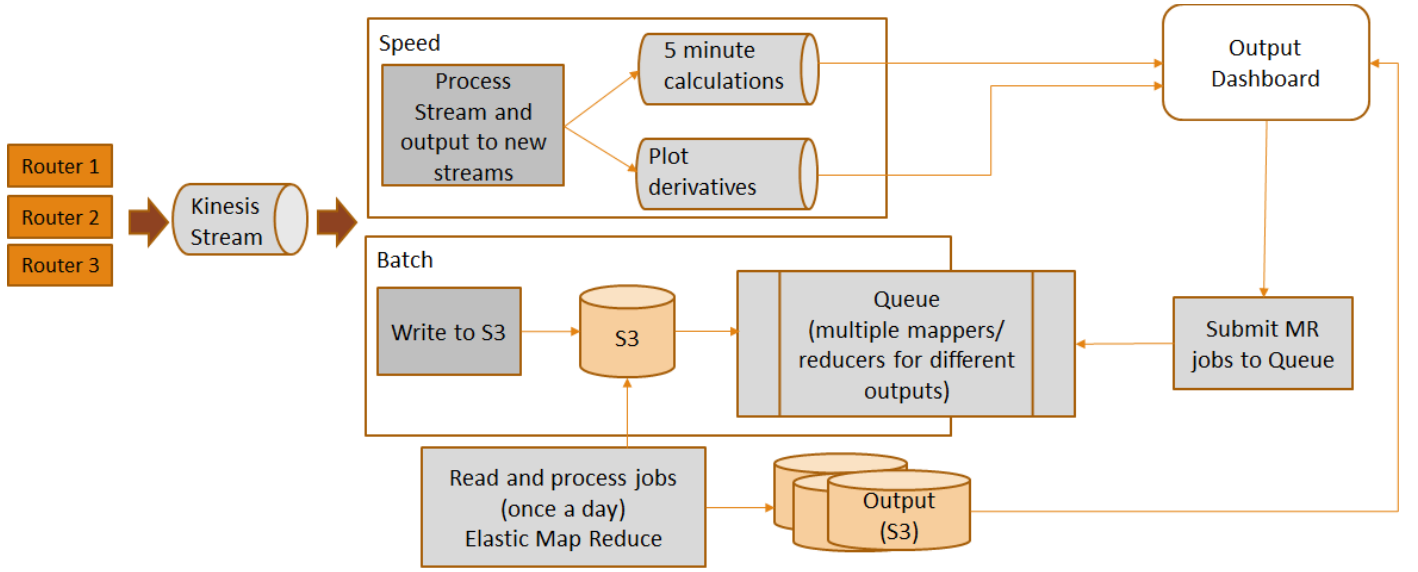 Router 1
Router 2
Router 3
Kinesis
Stream
Speed
Process
Stream and
output to new
streams
5 minute
calculations
Plot
derivatives
Output
Dashboard
Batch
Write to S3
S3
Queue
(multiple mappers/
reducers for different
outputs)
Submit MR
jobs to Queue
Read and process jobs
(once a day)
Elastic Map Reduce
Output
(S3)